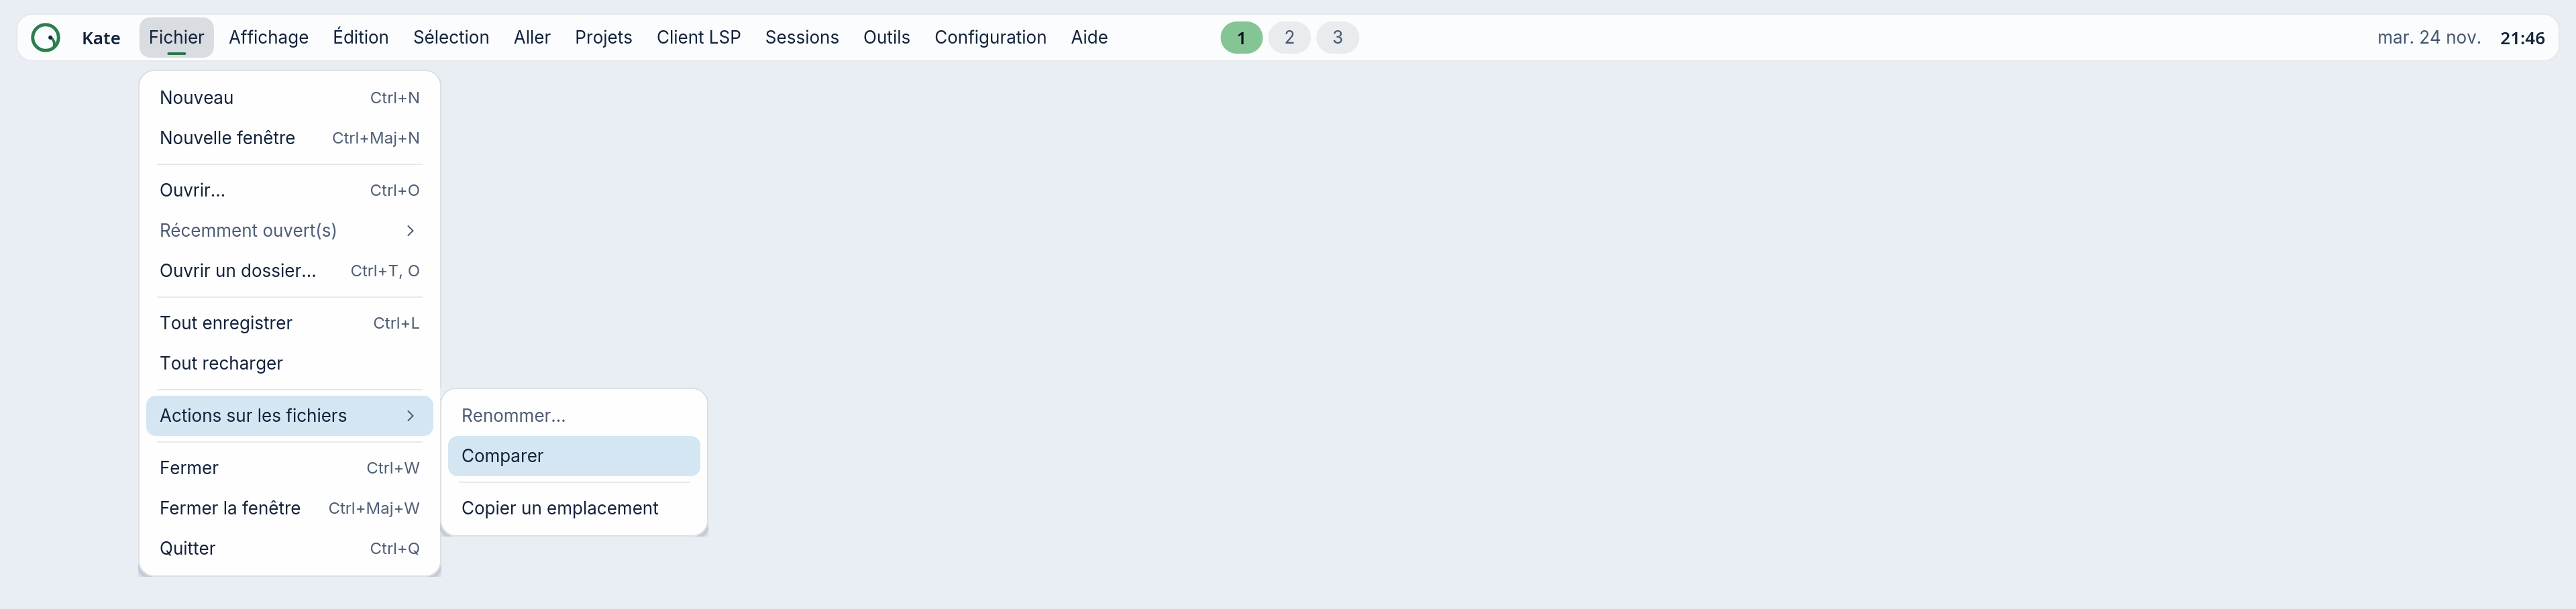 Kate Fichier Affichage Édition Sélection Aller Projets Client LSP Sessions Outils Configuration Aide 1 2 3 mar. 24 nov. 21:46
Nouveau Ctrl+N
Nouvelle fenêtre Ctrl+Maj+N
Ouvrir... Ctrl+O
Récemment ouvert(s)
Ouvrir un dossier... Ctrl+T, O
Tout enregistrer Ctrl+L
Tout recharger
Actions sur les fichiers
Renommer...
Comparer
Copier un emplacement
Fermer Ctrl+W
Fermer la fenêtre Ctrl+Maj+W
Quitter Ctrl+Q